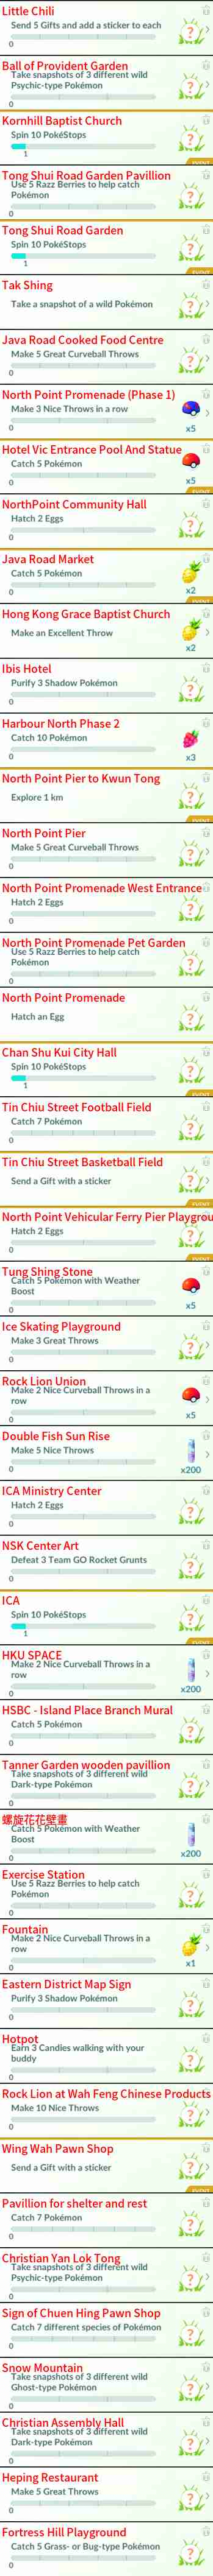 Little Chili
Send 5 Gifts and add a sticker to each
0
Ball of Provident Garden
Take snapshots of 3 different wild
Psychic-type Pokémon
0
Kornhill Baptist Church
Spin 10 PokéStops
1
EVENT
Tong Shui Road Garden Pavillion
Use 5 Razz Berries to help catch
Pokémon
0
Tong Shui Road Garden
Spin 10 PokéStops
1
EVENT
Tak Shing
Take a snapshot of a wild Pokémon
Java Road Cooked Food Centre
Make 5 Great Curveball Throws
0
North Point Promenade (Phase 1)
Make 3 Nice Throws in a row
0
x5
Hotel Vic Entrance Pool And Statue
Catch 5 Pokémon
0
x5
EVENT
NorthPoint Community Hall
Hatch 2 Eggs
0
Java Road Market
Catch 5 Pokémon
0
x2
EVENT
Hong Kong Grace Baptist Church
Make an Excellent Throw
x2
Ibis Hotel
Purify 3 Shadow Pokémon
0
Harbour North Phase 2
Catch 10 Pokémon
0
x3
North Point Pier to Kwun Tong
Explore 1 km
EVENT
North Point Pier
Make 5 Great Curveball Throws
0
North Point Promenade West Entrance
Hatch 2 Eggs
0
North Point Promenade Pet Garden
Use 5 Razz Berries to help catch
Pokémon
0
North Point Promenade
Hatch an Egg
Chan Shu Kui City Hall
Spin 10 PokéStops
1
EVENT
Tin Chiu Street Football Field
Catch 7 Pokémon
0
Tin Chiu Street Basketball Field
Send a Gift with a sticker
EVENT
North Point Vehicular Ferry Pier Playgrou
Hatch 2 Eggs
0
Tung Shing Stone
Catch 5 Pokémon with Weather
Boost
0
x5
Ice Skating Playground
Make 3 Great Throws
0
Rock Lion Union
Make 2 Nice Curveball Throws in a
row
0
x5
Double Fish Sun Rise
Make 5 Nice Throws
0
x200
ICA Ministry Center
Hatch 2 Eggs
0
NSK Center Art
Defeat 3 Team GO Rocket Grunts
0
ICA
Spin 10 PokéStops
1
EVENT
HKU SPACE
Make 2 Nice Curveball Throws in a
row
0
x200
HSBC - Island Place Branch Mural
Catch 5 Pokémon
0
Tanner Garden wooden pavillion
Take snapshots of 3 different wild
Dark-type Pokémon
0
螺旋花花壁畫
Catch 5 Pokémon with Weather
Boost
0
x200
Exercise Station
Use 5 Razz Berries to help catch
Pokémon
0
Fountain
Make 2 Nice Curveball Throws in a
row
0
x1
Eastern District Map Sign
Purify 3 Shadow Pokémon
0
Hotpot
Earn 3 Candies walking with your
buddy
0
Rock Lion at Wah Feng Chinese Products
Make 10 Nice Throws
0
Wing Wah Pawn Shop
Send a Gift with a sticker
EVENT
Pavillion for shelter and rest
Catch 7 Pokémon
0
Christian Yan Lok Tong
Take snapshots of 3 different wild
Psychic-type Pokémon
0
Sign of Chuen Hing Pawn Shop
Catch 7 different species of Pokémon
0
Snow Mountain
Take snapshots of 3 different wild
Ghost-type Pokémon
0
Christian Assembly Hall
Take snapshots of 3 different wild
Dark-type Pokémon
0
Heping Restaurant
Make 5 Great Throws
0
Fortress Hill Playground
Catch 5 Grass- or Bug-type Pokémon
0